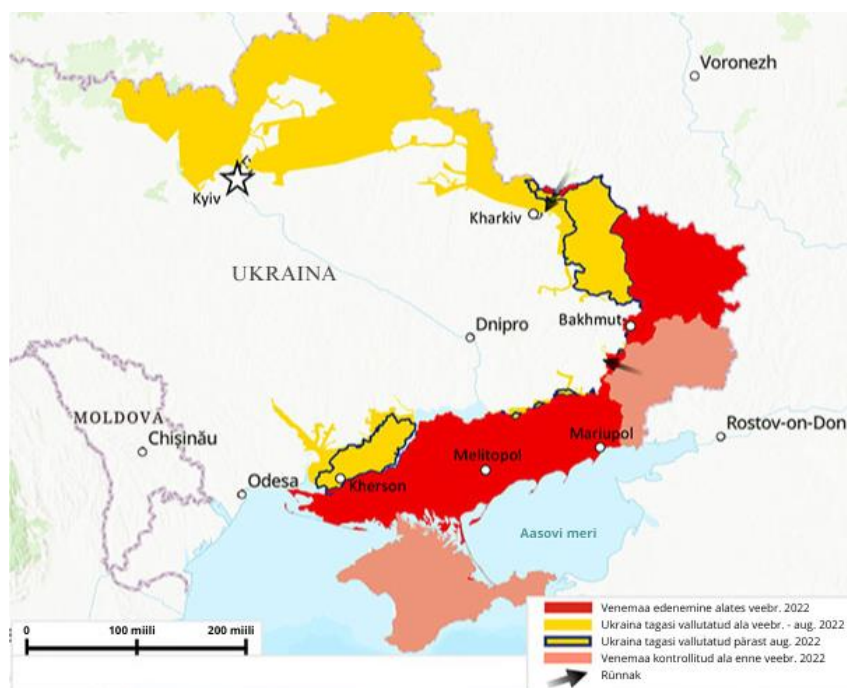 Voronezh
Kyiv
Kharkiv
UKRAINA
Dnipro
Bakhmut
MOLDOVA
Chișinău
Rostov-on-Don
Mariupol
Melitopol
Odesa
Kherson
Aasovi meri
0
100 miili
200 miili
Venemaa edenemine alates veebr. 2022
Ukraina tagasi vallutatud ala veebr. - aug. 2022
Ukraina tagasi vallutatud pärast aug. 2022
Venemaa kontrollitud ala enne veebr. 2022
Rünnak